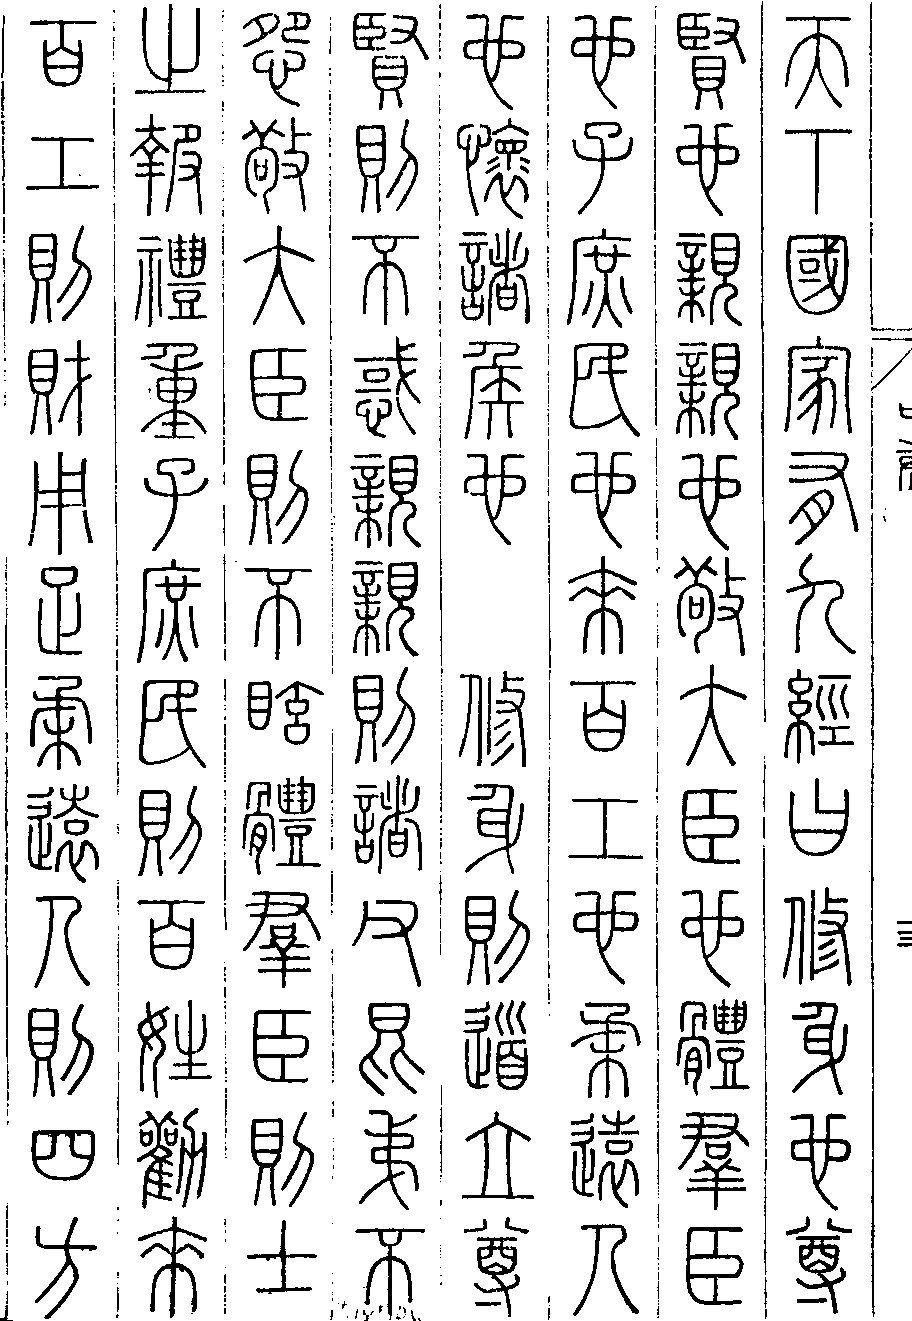 天下國家有九經曰修身也尊
賢也親親也敬大臣也體羣臣
也子庶民也來百工也柔遠人
也懷諸侯也　修身則道立尊
賢則不惑親親則諸父昆弟不
怨敬大臣則不眩體羣臣則士
之報禮重子庶民則百姓勸來
百工則財用足柔遠人則四方